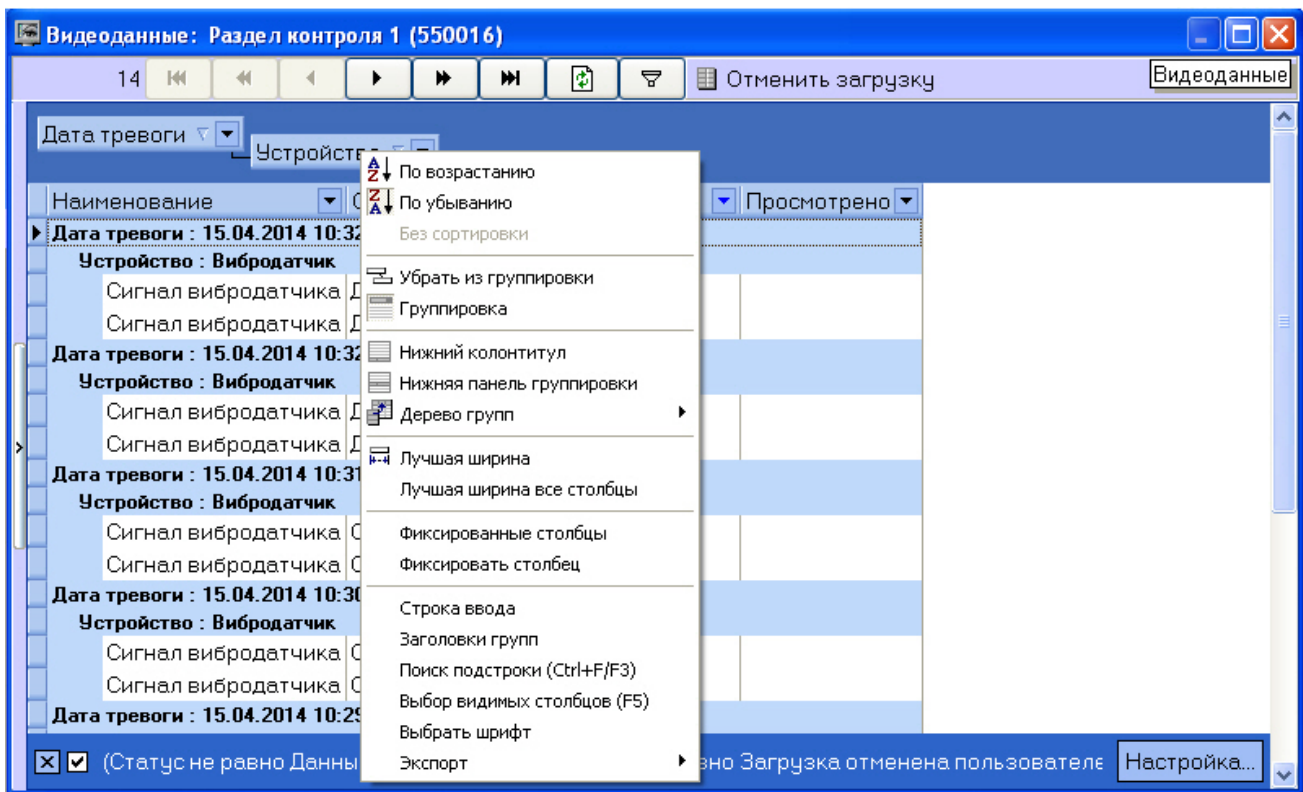 Видеоданные: Раздел контроля 1 (550016)
14 Отменить загрузку Видеоданные
Дата тревоги
Устройство
По возрастанию
По убыванию
Без сортировки
Убрать из группировки
Группировка
Нижний колонтитул
Нижняя панель группировки
Дерево групп
Лучшая ширина
Лучшая ширина все столбцы
Фиксированные столбцы
Фиксировать столбец
Строка ввода
Заголовки групп
Поиск подстроки (Ctrl+F/F3)
Выбор видимых столбцов (F5)
Выбрать шрифт
Экспорт
Наименование Просмотрено
Дата тревоги : 15.04.2014 10:32
Устройство : Вибродатчик
Сигнал вибродатчика
Сигнал вибродатчика
Дата тревоги : 15.04.2014 10:32
Устройство : Вибродатчик
Сигнал вибродатчика
Сигнал вибродатчика
Дата тревоги : 15.04.2014 10:31
Устройство : Вибродатчик
Сигнал вибродатчика
Сигнал вибродатчика
Дата тревоги : 15.04.2014 10:30
Устройство : Вибродатчик
Сигнал вибродатчика
Сигнал вибродатчика
Дата тревоги : 15.04.2014 10:29
(Статус не равно Загрузка отменена Настройка...